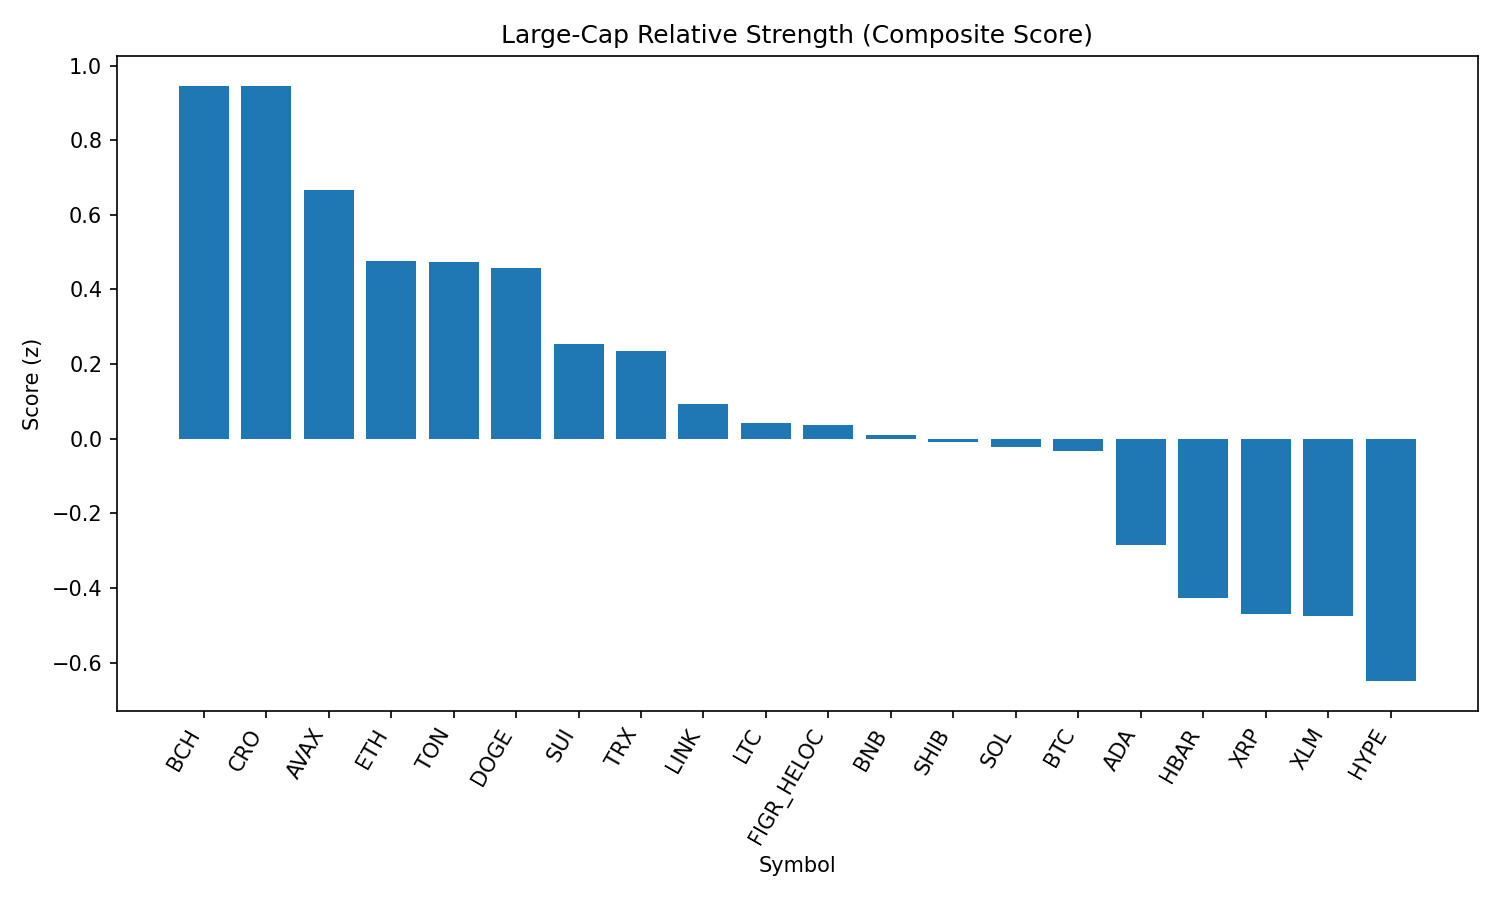 Large-Cap Relative Strength (Composite Score)
1.0
0.8
0.6
0.4
0.2
0.0
−0.2
−0.4
−0.6
Score (z)
BCH
CRO
AVAX
ETH
TON
DOGE
SUI
TRX
LINK
LTC
FIGR_HELOC
BNB
SHIB
SOL
BTC
ADA
HBAR
XRP
XLM
HYPE
Symbol